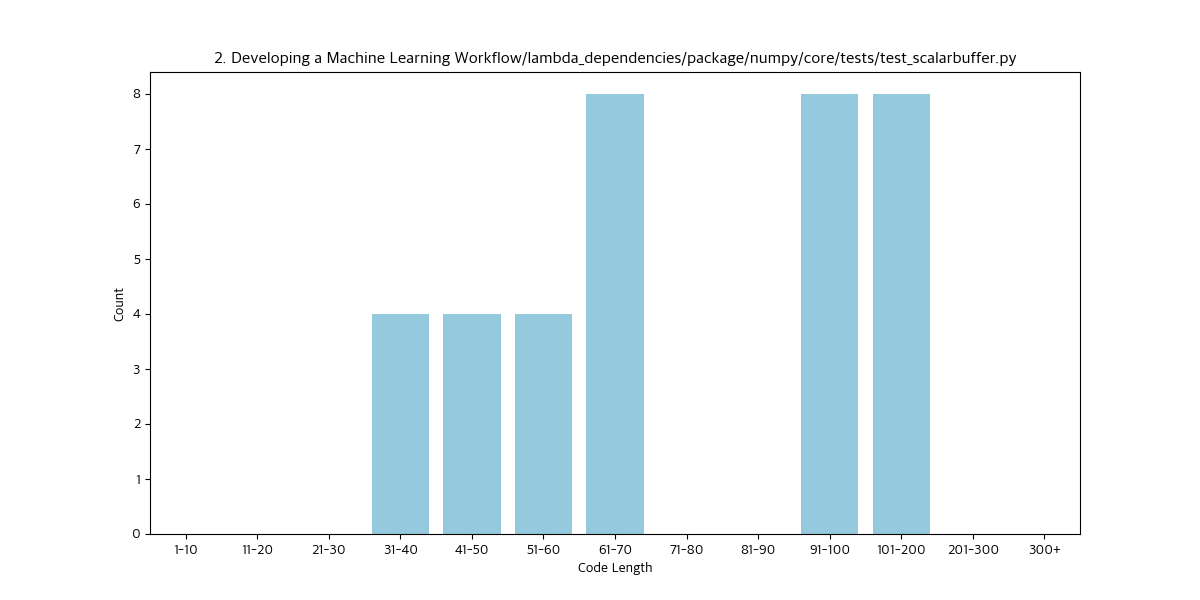 2. Developing a Machine Learning Workflow/lambda_dependencies/package/numpy/core/tests/test_scalarbuffer.py
8
7
6
5
4
3
2
1
0
Count
1-10 11-20 21-30 31-40 41-50 51-60 61-70 71-80 81-90 91-100 101-200 201-300 300+
Code Length